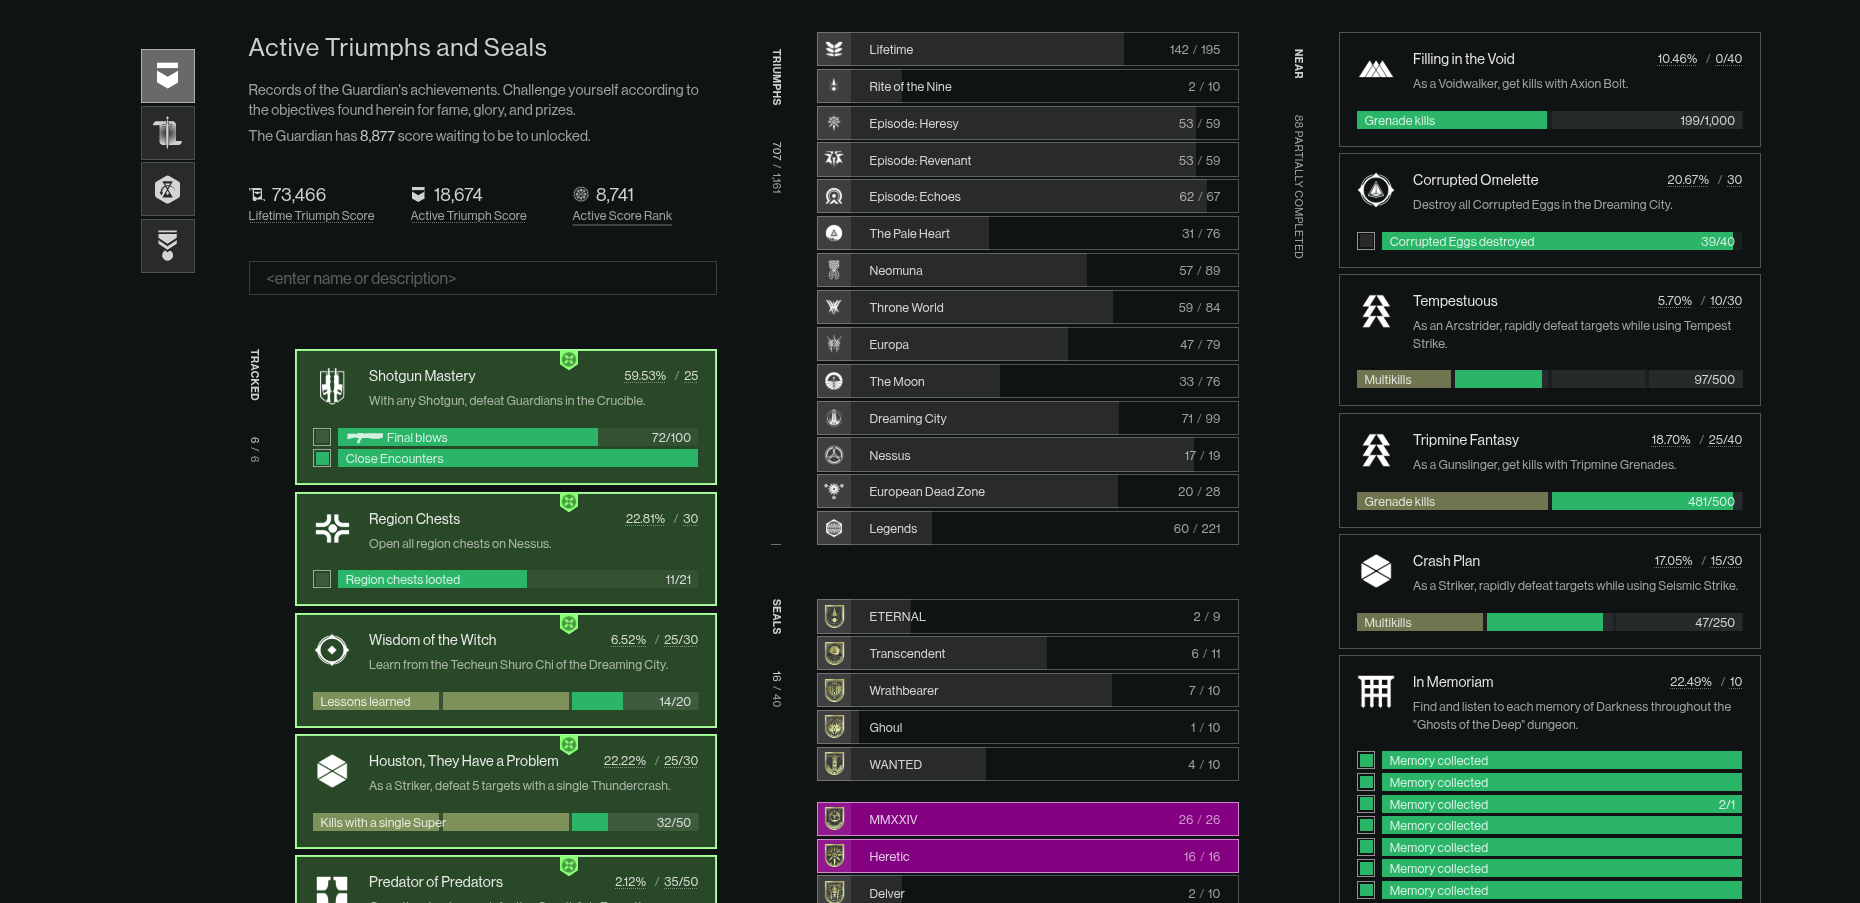 Active Triumphs and Seals
Records of the Guardian's achievements. Challenge yourself according to
the objectives found herein for fame, glory, and prizes.
The Guardian has 8,877 score waiting to be to unlocked.
73,466
Lifetime Triumph Score
18,674
Active Triumph Score
8,741
Active Score Rank
<enter name or description>
TRACKED
6 / 6
Shotgun Mastery 59.53% / 25
With any Shotgun, defeat Guardians in the Crucible.
Final blows 72/100
Close Encounters
Region Chests 22.81% / 30
Open all region chests on Nessus.
Region chests looted 11/21
Wisdom of the Witch 6.52% / 25/30
Learn from the Techeun Shuro Chi of the Dreaming City.
Lessons learned 14/20
Houston, They Have a Problem 22.22% / 25/30
As a Striker, defeat 5 targets with a single Thundercrash.
Kills with a single Super 32/50
Predator of Predators 2.12% / 35/50
TRIUMPHS
707 / 1,161
Lifetime 142 / 195
Rite of the Nine 2 / 10
Episode: Heresy 53 / 59
Episode: Revenant 53 / 59
Episode: Echoes 62 / 67
The Pale Heart 31 / 76
Neomuna 57 / 89
Throne World 59 / 84
Europa 47 / 79
The Moon 33 / 76
Dreaming City 71 / 99
Nessus 17 / 19
European Dead Zone 20 / 28
Legends 60 / 221
SEALS
16 / 40
ETERNAL 2 / 9
Transcendent 6 / 11
Wrathbearer 7 / 10
Ghoul 1 / 10
WANTED 4 / 10
MMXXIV 26 / 26
Heretic 16 / 16
Delver 2 / 10
NEAR
88 PARTIALLY COMPLETED
Filling in the Void 10.46% / 0/40
As a Voidwalker, get kills with Axion Bolt.
Grenade kills 199/1,000
Corrupted Omelette 20.67% / 30
Destroy all Corrupted Eggs in the Dreaming City.
Corrupted Eggs destroyed 39/40
Tempestuous 5.70% / 10/30
As an Arcstrider, rapidly defeat targets while using Tempest
Strike.
Multikills 97/500
Tripmine Fantasy 18.70% / 25/40
As a Gunslinger, get kills with Tripmine Grenades.
Grenade kills 481/500
Crash Plan 17.05% / 15/30
As a Striker, rapidly defeat targets while using Seismic Strike.
Multikills 47/250
In Memoriam 22.49% / 10
Find and listen to each memory of Darkness throughout the
"Ghosts of the Deep" dungeon.
Memory collected
Memory collected
Memory collected 2/1
Memory collected
Memory collected
Memory collected
Memory collected